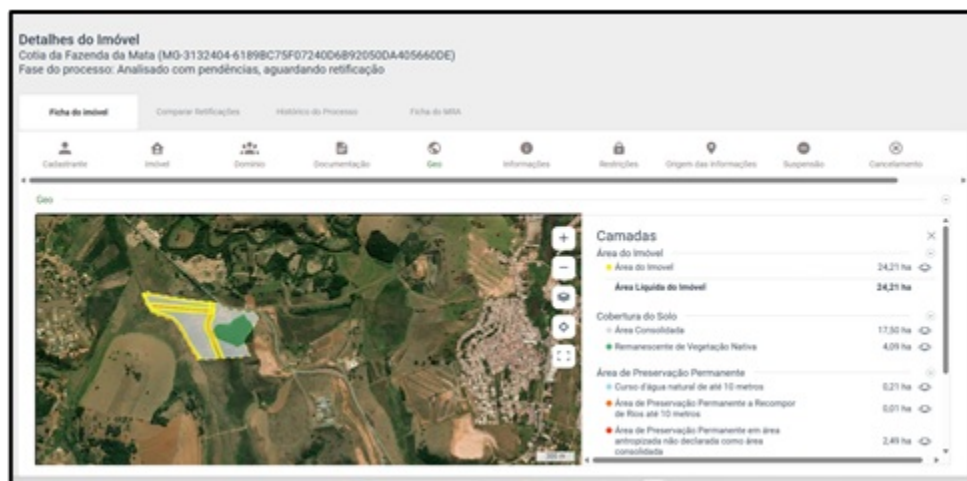 Detalhes do Imóvel
Cotia da Fazenda da Mata (MG-3132404-6189BC75F07240D6B92050DA405660DE)
Fase do processo: Analisado com pendências, aguardando retificação
Ficha do imóvel
Comparar Retificações
Histórico do Processo
Ficha do MRA
Cadastrante
Imóvel
Domínio
Documentação
Geo
Informações
Restrições
Origem das Informações
Suspensão
Cancelamento
Geo
Camadas
Área do Imóvel
Área do Imovel 24,21 ha
Área Líquida do Imóvel 24,21 ha
Cobertura do Solo
Área Consolidada 17,50 ha
Remanescente de Vegetação Nativa 4,09 ha
Área de Preservação Permanente
Curso d'água natural de até 10 metros 0,21 ha
Área de Preservação Permanente a Recompor
de Rios até 10 metros 0,01 ha
Área de Preservação Permanente em área
antropizada não declarada como área 2,49 ha
consolidada
300 m